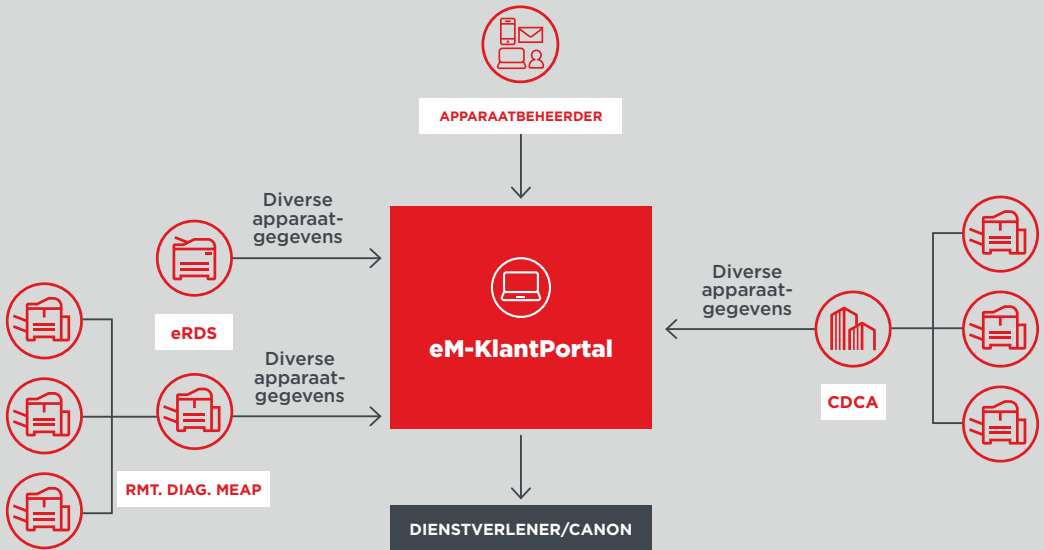 APPARAATBEHEERDER
Diverse
apparaat-
gegevens
eRDS
Diverse
apparaat-
gegevens
RMT. DIAG. MEAP
eM-KlantPortal
Diverse
apparaat-
gegevens
CDCA
DIENSTVERLENER/CANON